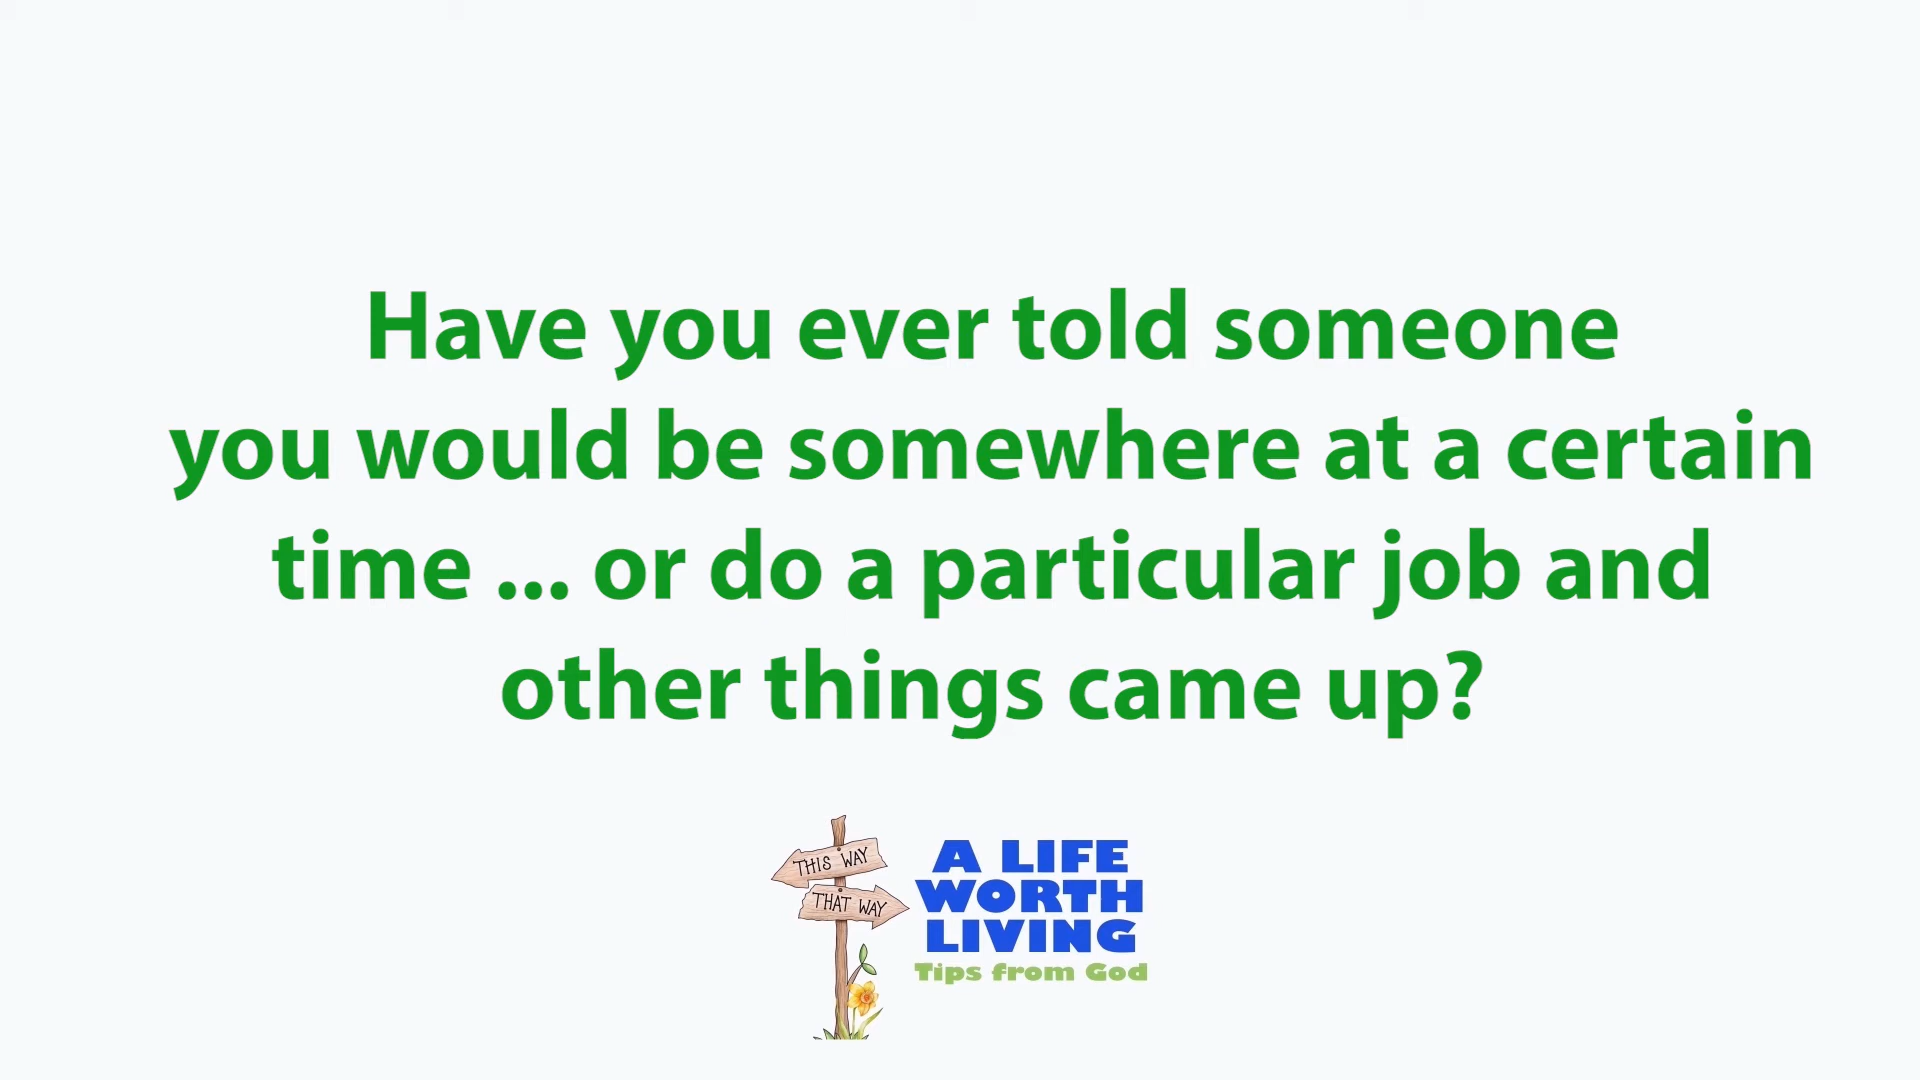 Have you ever told someone
you would be somewhere at a certain
time ... or do a particular job and
other things came up?
THIS WAY
THAT WAY
A LIFE
WORTH
LIVING
Tips from God